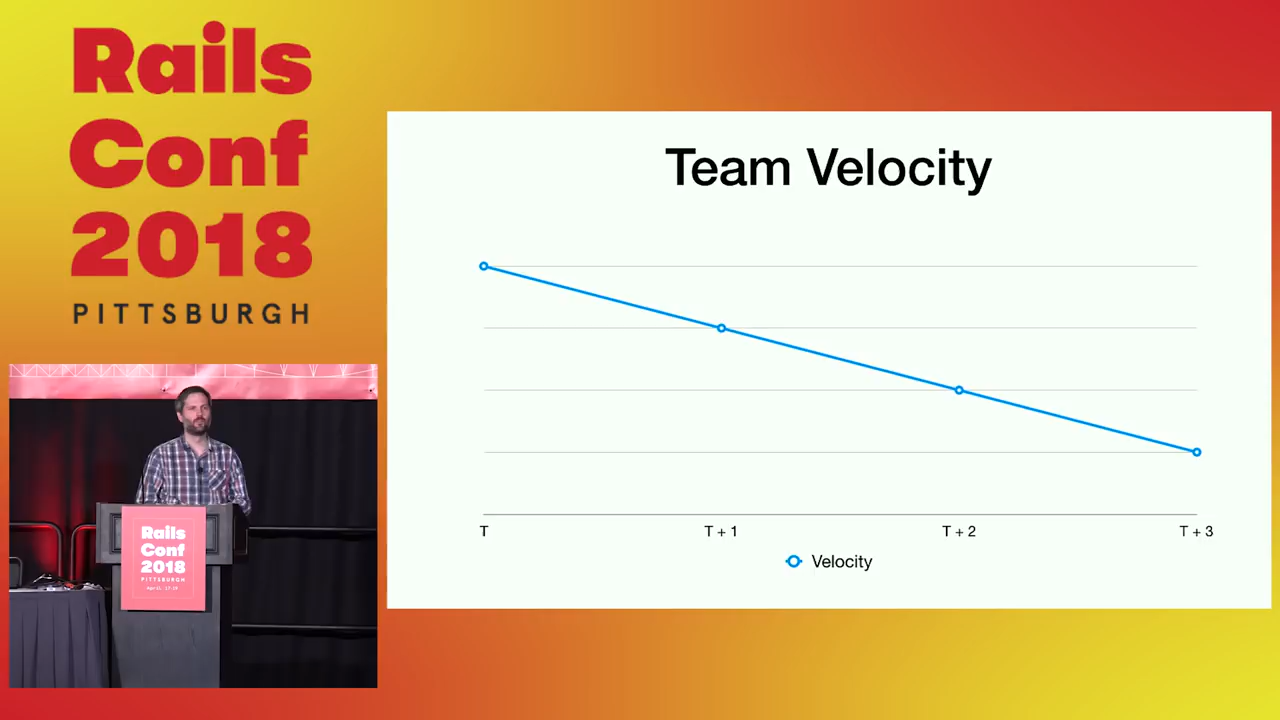 Rails
Conf
2018
PITTSBURGH
Team Velocity
T
T + 1
T + 2
T + 3
Velocity
Rails
Conf
2018
PITTSBURGH